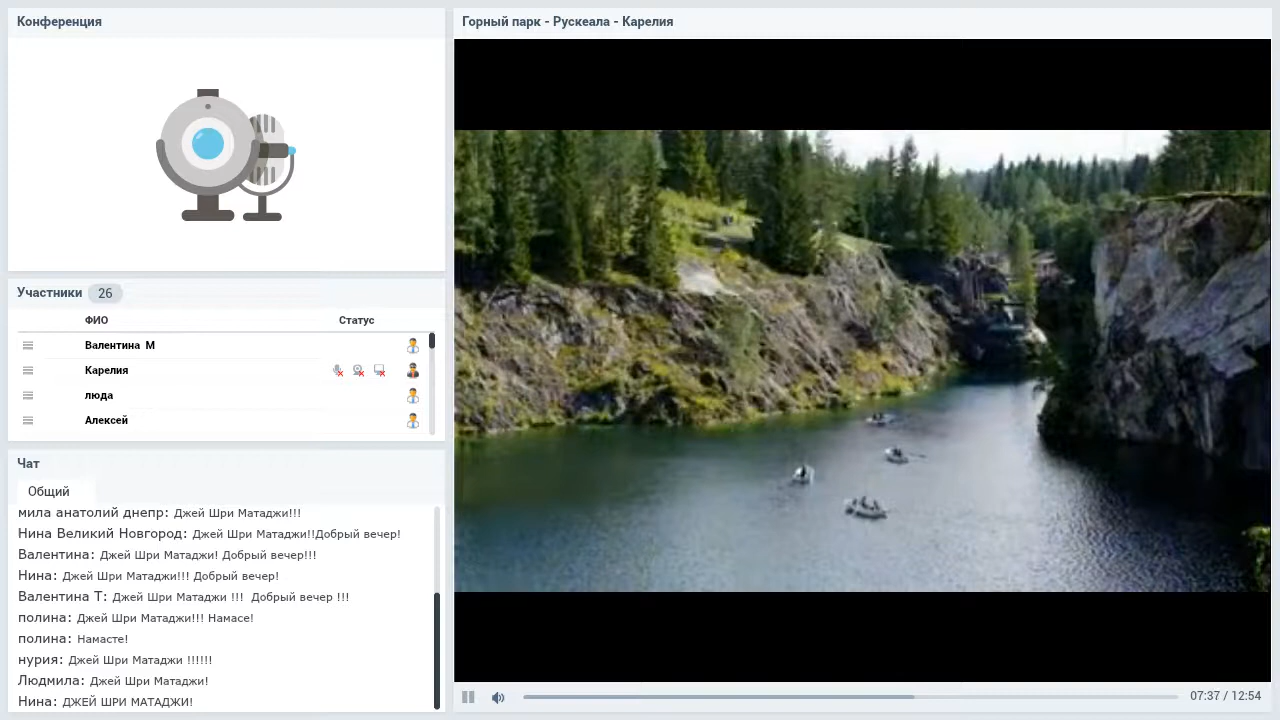 Конференция
Горный парк - Рускеала - Карелия
Участники 26
ФИО Статус
Валентина М
Карелия
люда
Алексей
Чат
Общий
мила анатолий днепр: Джей Шри Матаджи!!!
Нина Великий Новгород: Джей Шри Матаджи!!Добрый вечер!
Валентина: Джей Шри Матаджи! Добрый вечер!!!
Нина: Джей Шри Матаджи!!! Добрый вечер!
Валентина Т: Джей Шри Матаджи !!! Добрый вечер !!!
полина: Джей Шри Матаджи!!! Намасе!
полина: Намасте!
нурия: Джей Шри Матаджи !!!!!!
Людмила: Джей Шри Матаджи!
Нина: ДЖЕЙ ШРИ МАТАДЖИ!
07:37 / 12:54